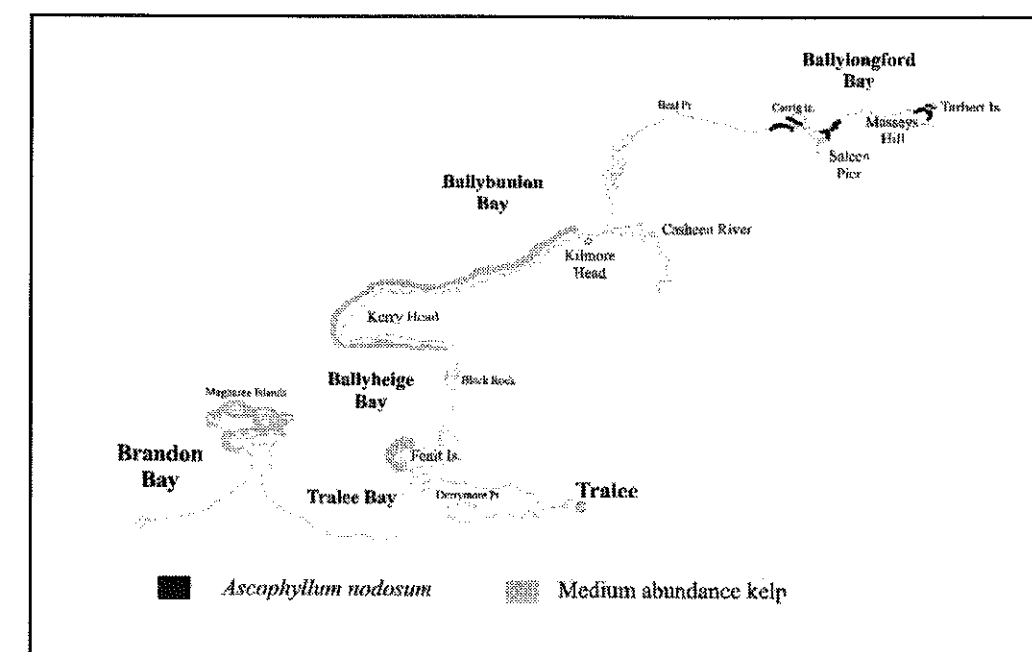 Ballylongford
Bay
Beal Pt
Carrig is.
Tarbert Is.
Masseys
Hill
Saleen
Pier
Ballybunion
Bay
Casheen River
Kilmore
Head
Kerry Head
Ballyheige
Bay
Black Rock
Magharee Islands
Brandon
Bay
Fenit Is.
Tralee Bay
Derrymore Pt
Tralee
Ascophyllum nodosum
Medium abundance kelp